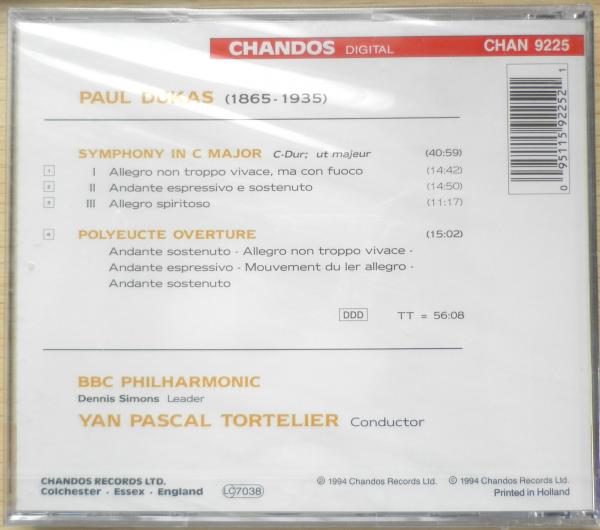 CHANDOS DIGITAL CHAN 9225
PAUL DUKAS (1865-1935)
SYMPHONY IN C MAJOR C-Dur; ut majeur (40:59)
1 I Allegro non troppo vivace, ma con fuoco (14:42)
2 II Andante espressivo e sostenuto (14:50)
3 III Allegro spiritoso (11:17)
4 POLYEUCTE OVERTURE (15:02)
Andante sostenuto - Allegro non troppo vivace -
Andante espressivo - Mouvement du ler allegro -
Andante sostenuto
DDD TT = 56:08
BBC PHILHARMONIC
Dennis Simons Leader
YAN PASCAL TORTELIER Conductor
CHANDOS RECORDS LTD.
Colchester · Essex · England
LC7038
℗ 1994 Chandos Records Ltd. © 1994 Chandos Records Ltd.
Printed in Holland
0 95115 92252 1